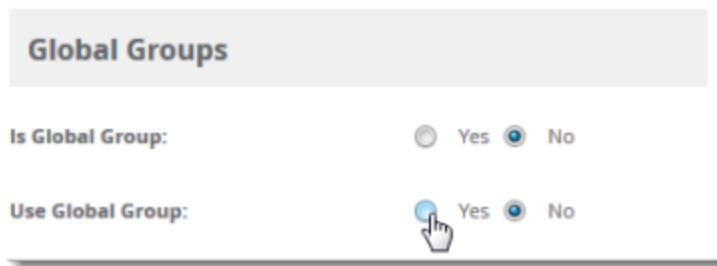 Global Groups
Is Global Group: Yes No
Use Global Group: Yes No